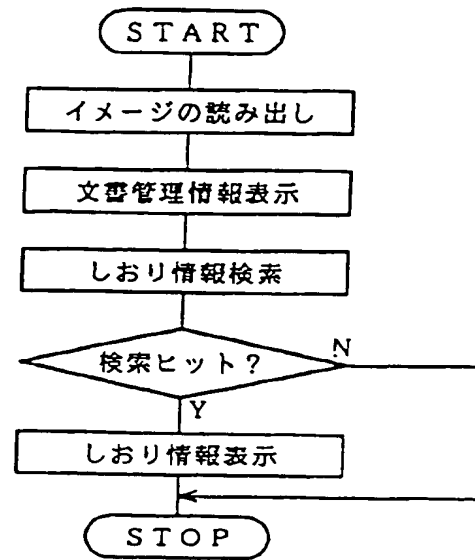 START
イメージの読み出し
文書管理情報表示
しおり情報検索
検索ヒット?
N
Y
しおり情報表示
STOP